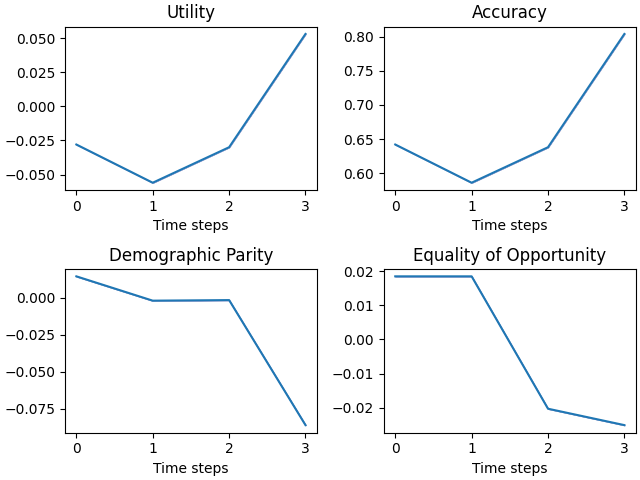 Utility
Accuracy
0.050
0.025
0.000
−0.025
−0.050
0 1 2 3
Time steps
0.80
0.75
0.70
0.65
0.60
0 1 2 3
Time steps
Demographic Parity
Equality of Opportunity
0.000
−0.025
−0.050
−0.075
0 1 2 3
Time steps
0.02
0.01
0.00
−0.01
−0.02
0 1 2 3
Time steps